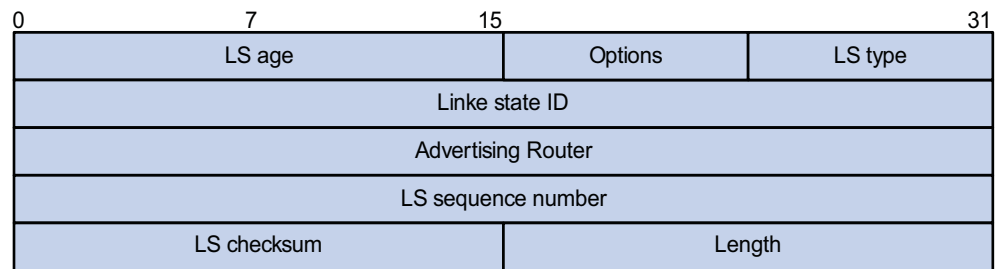 0 7 15 31
LS age Options LS type
Linke state ID
Advertising Router
LS sequence number
LS checksum Length